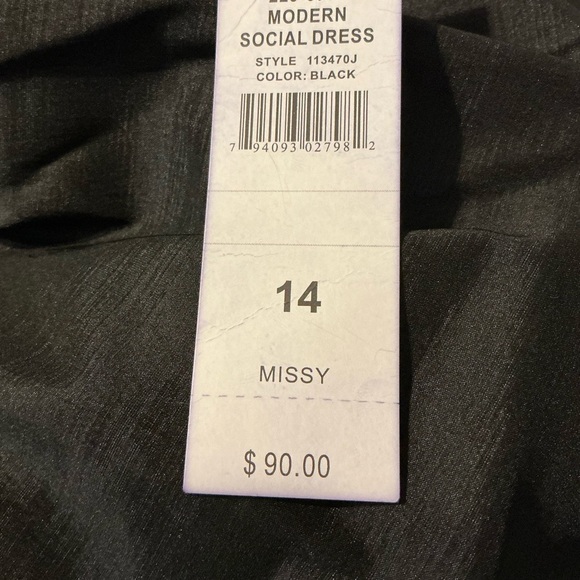 MODERN
SOCIAL DRESS
STYLE 113470J
COLOR: BLACK
7 94093 02798 2
14
MISSY
$ 90.00